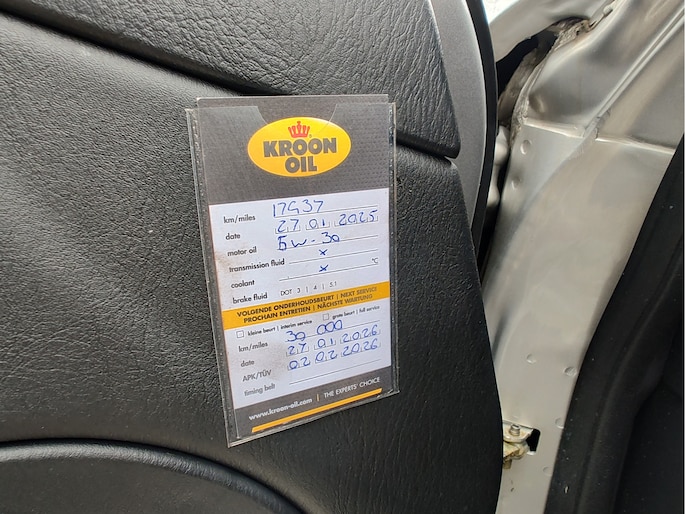 KROON
OIL
km/miles 17937
date 27 01 2025
motor oil 5w-30
transmission fluid x
coolant x °C
brake fluid DOT 3 | 4 | 5.1
VOLGENDE ONDERHOUDSBEURT | NEXT SERVICE
PROCHAIN ENTRETIEN | NÄCHSTE WARTUNG
kleine beurt | interim service grote beurt | full service
km/miles 30 000
date 27 01 2026
APK/TÜV 02 02 2026
timing belt
www.kroon-oil.com | THE EXPERTS' CHOICE